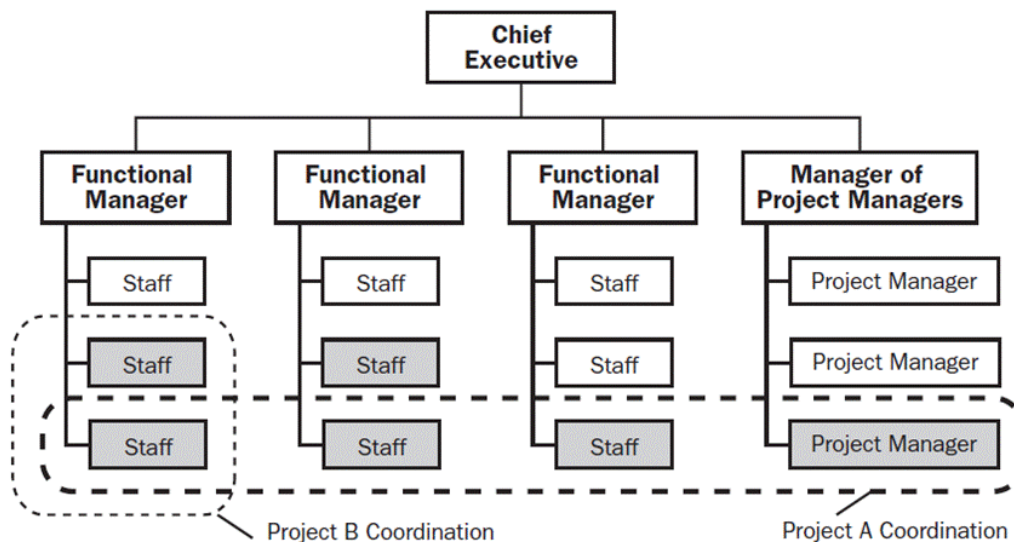 Chief
Executive
Functional
Manager
Functional
Manager
Functional
Manager
Manager of
Project Managers
Staff
Staff
Staff
Project Manager
Staff
Staff
Staff
Project Manager
Staff
Staff
Staff
Project Manager
Project B Coordination
Project A Coordination